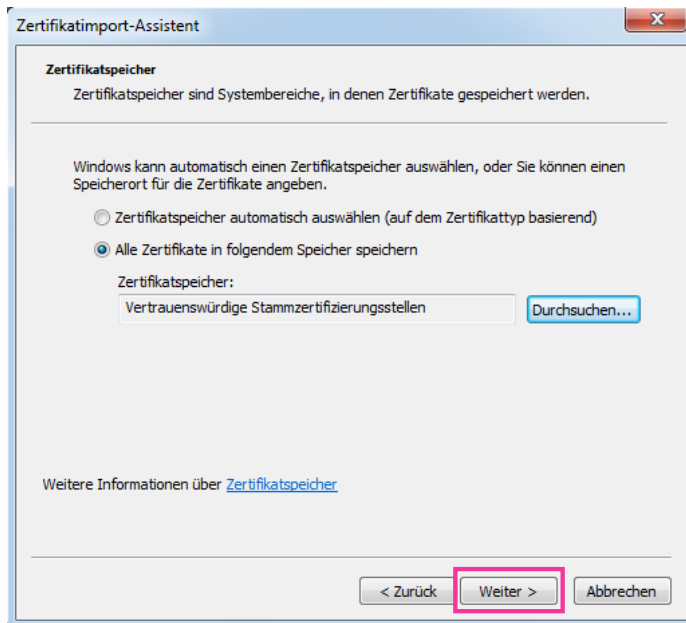 Zertifikatimport-Assistent
Zertifikatspeicher
Zertifikatspeicher sind Systembereiche, in denen Zertifikate gespeichert werden.
Windows kann automatisch einen Zertifikatspeicher auswählen, oder Sie können einen
Speicherort für die Zertifikate angeben.
Zertifikatspeicher automatisch auswählen (auf dem Zertifikattyp basierend)
Alle Zertifikate in folgendem Speicher speichern
Zertifikatspeicher:
Vertrauenswürdige Stammzertifizierungsstellen
Durchsuchen...
Weitere Informationen über Zertifikatspeicher
< Zurück Weiter > Abbrechen